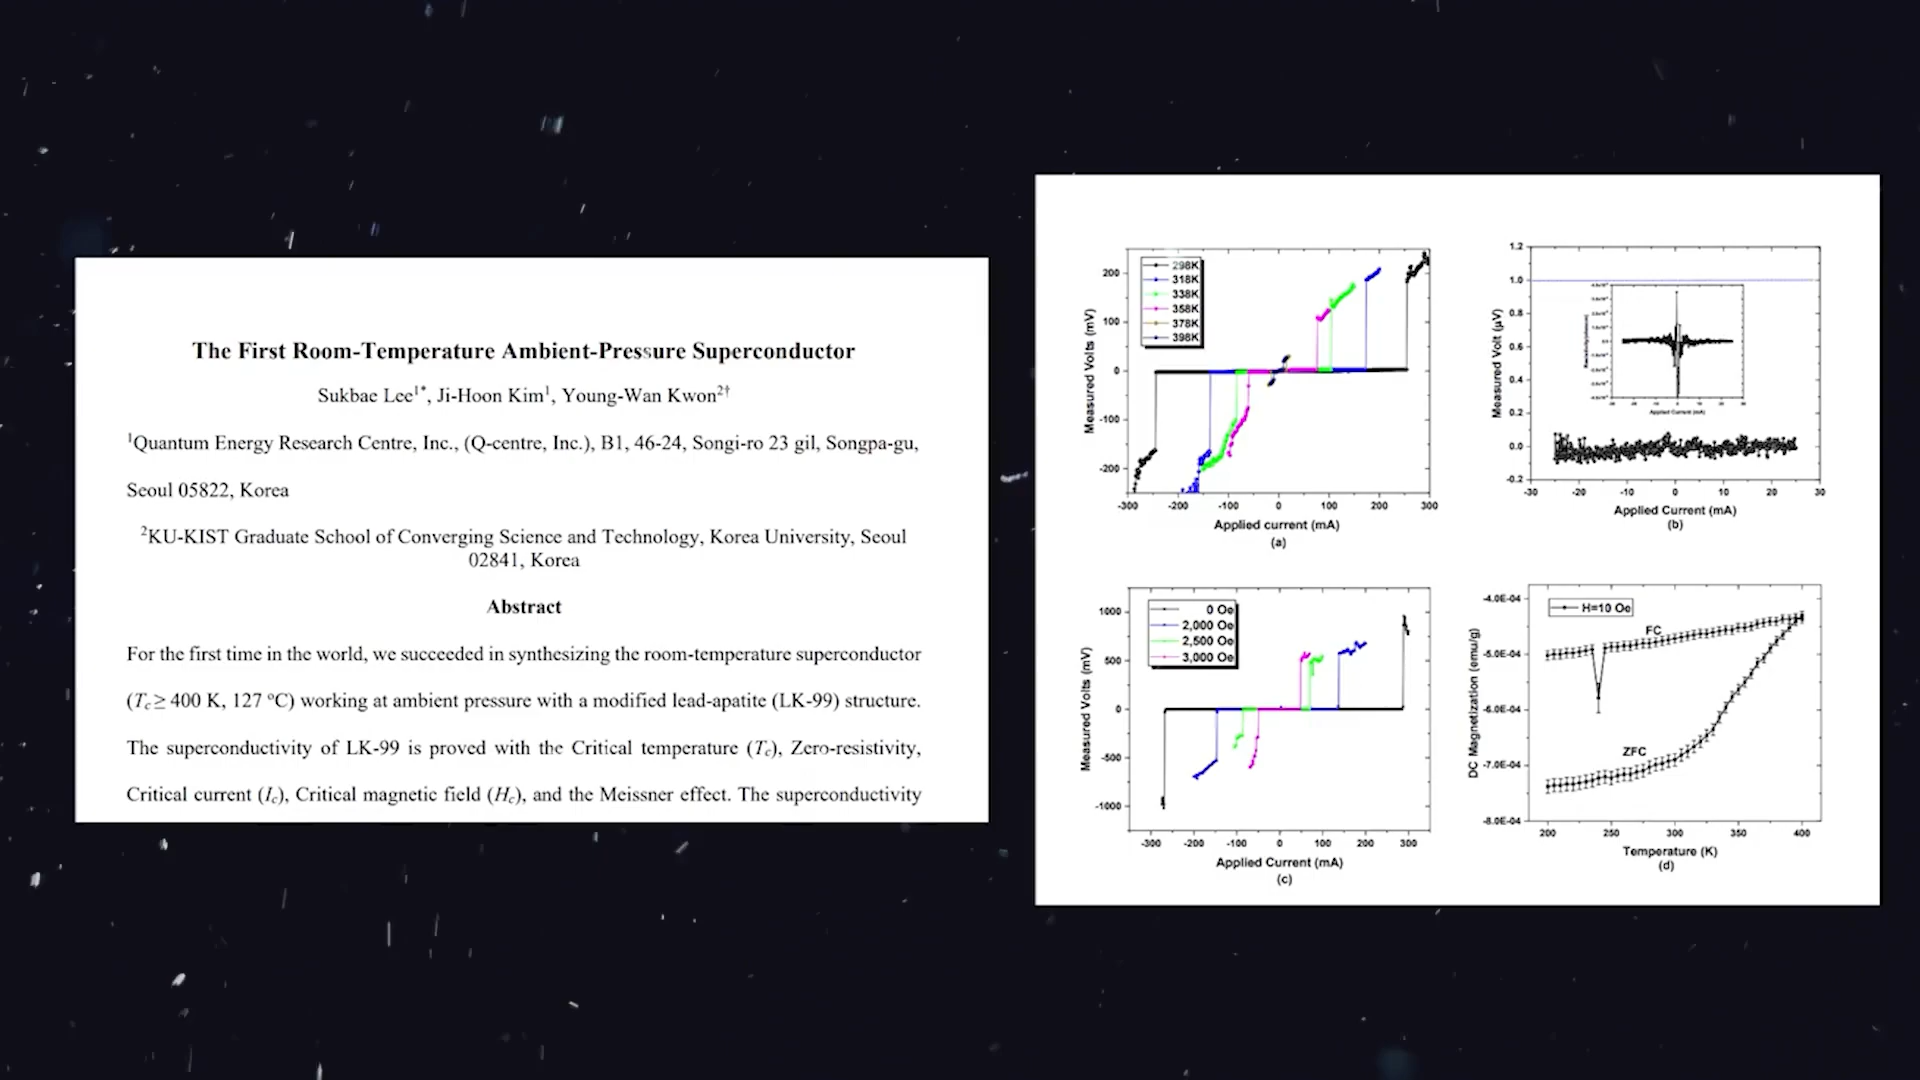 The First Room-Temperature Ambient-Pressure Superconductor
Sukbae Lee1*, Ji-Hoon Kim1, Young-Wan Kwon2†
1Quantum Energy Research Centre, Inc., (Q-centre, Inc.), B1, 46-24, Songi-ro 23 gil, Songpa-gu,
Seoul 05822, Korea
2KU-KIST Graduate School of Converging Science and Technology, Korea University, Seoul
02841, Korea
Abstract
For the first time in the world, we succeeded in synthesizing the room-temperature superconductor
(Tc≥ 400 K, 127 ºC) working at ambient pressure with a modified lead-apatite (LK-99) structure.
The superconductivity of LK-99 is proved with the Critical temperature (Tc), Zero-resistivity,
Critical current (Ic), Critical magnetic field (Hc), and the Meissner effect. The superconductivity
298K
318K
338K
358K
378K
398K
200
100
0
-100
-200
Measured Volts (mV)
-300 -200 -100 0 100 200 300
Applied current (mA)
(a)
1.2
1.0
0.8
0.6
0.4
0.2
0.0
-0.2
Measured Volt (µV)
Applied Current (mA)
-30 -20 -10 0 10 20 30
Applied Current (mA)
(b)
0 Oe
2,000 Oe
2,500 Oe
3,000 Oe
1000
500
0
-500
-1000
Measured Volts (mV)
-300 -200 -100 0 100 200 300
Applied Current (mA)
(c)
H=10 Oe
FC
ZFC
-4.0E-04
-5.0E-04
-6.0E-04
-7.0E-04
-8.0E-04
DC Magnetization (emu/g)
200 250 300 350 400
Temperature (K)
(d)